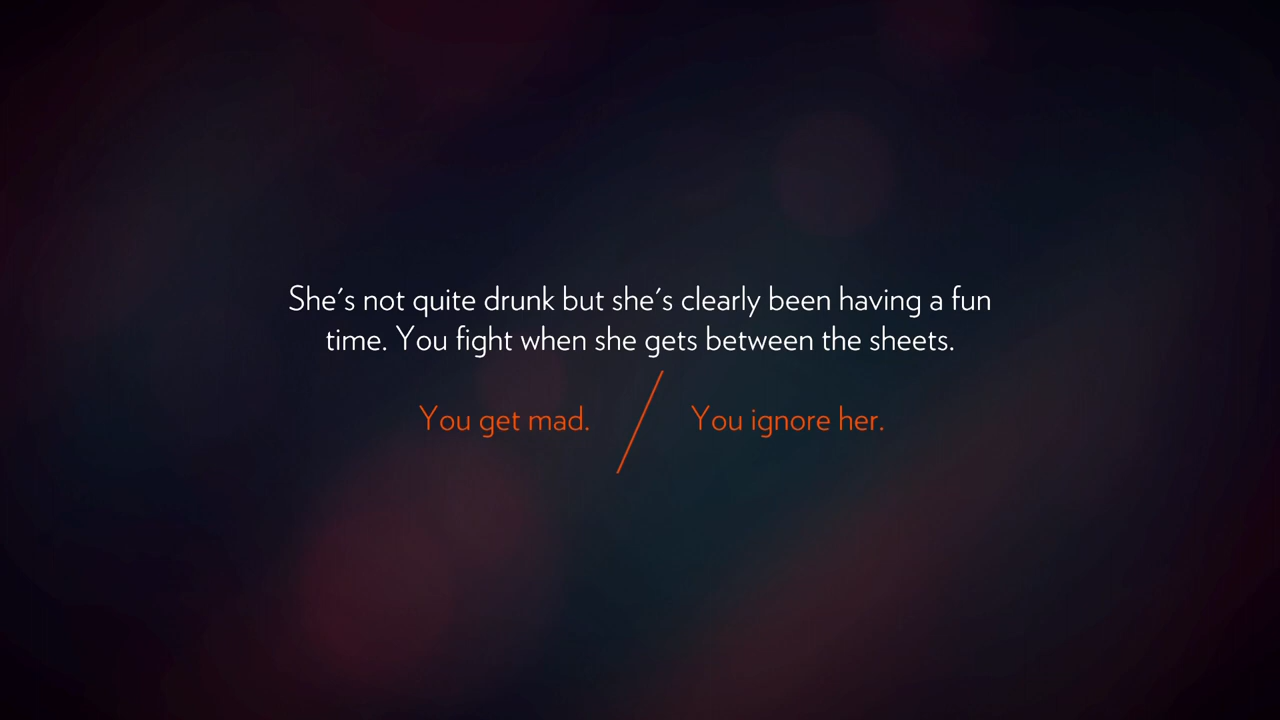 She's not quite drunk but she's clearly been having a fun
time. You fight when she gets between the sheets.
You get mad. / You ignore her.